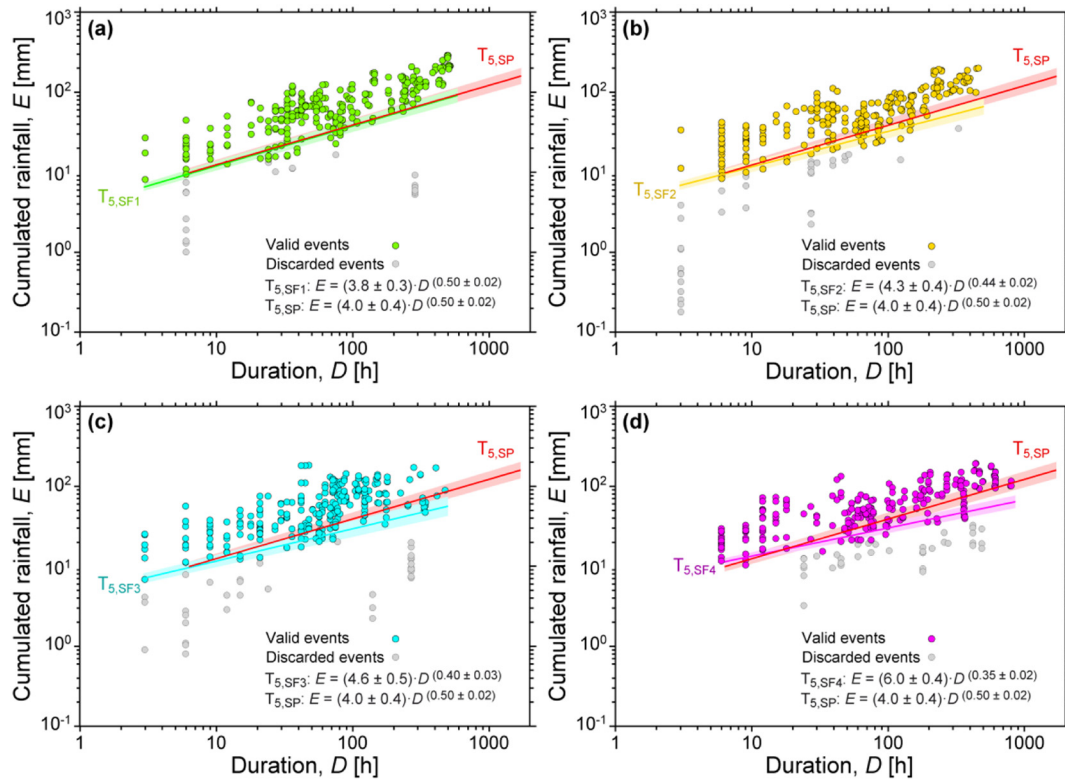 (a)
Cumulated rainfall, E [mm]
10³
10²
10¹
10⁰
10⁻¹
T5,SP
T5,SF1
Valid events
Discarded events
T5,SF1: E = (3.8 ± 0.3)·D(0.50 ± 0.02)
T5,SP: E = (4.0 ± 0.4)·D(0.50 ± 0.02)
1 10 100 1000
Duration, D [h]
(b)
Cumulated rainfall, E [mm]
10³
10²
10¹
10⁰
10⁻¹
T5,SP
T5,SF2
Valid events
Discarded events
T5,SF2: E = (4.3 ± 0.4)·D(0.44 ± 0.02)
T5,SP: E = (4.0 ± 0.4)·D(0.50 ± 0.02)
1 10 100 1000
Duration, D [h]
(c)
Cumulated rainfall, E [mm]
10³
10²
10¹
10⁰
10⁻¹
T5,SP
T5,SF3
Valid events
Discarded events
T5,SF3: E = (4.6 ± 0.5)·D(0.40 ± 0.03)
T5,SP: E = (4.0 ± 0.4)·D(0.50 ± 0.02)
1 10 100 1000
Duration, D [h]
(d)
Cumulated rainfall, E [mm]
10³
10²
10¹
10⁰
10⁻¹
T5,SP
T5,SF4
Valid events
Discarded events
T5,SF4: E = (6.0 ± 0.4)·D(0.35 ± 0.02)
T5,SP: E = (4.0 ± 0.4)·D(0.50 ± 0.02)
1 10 100 1000
Duration, D [h]